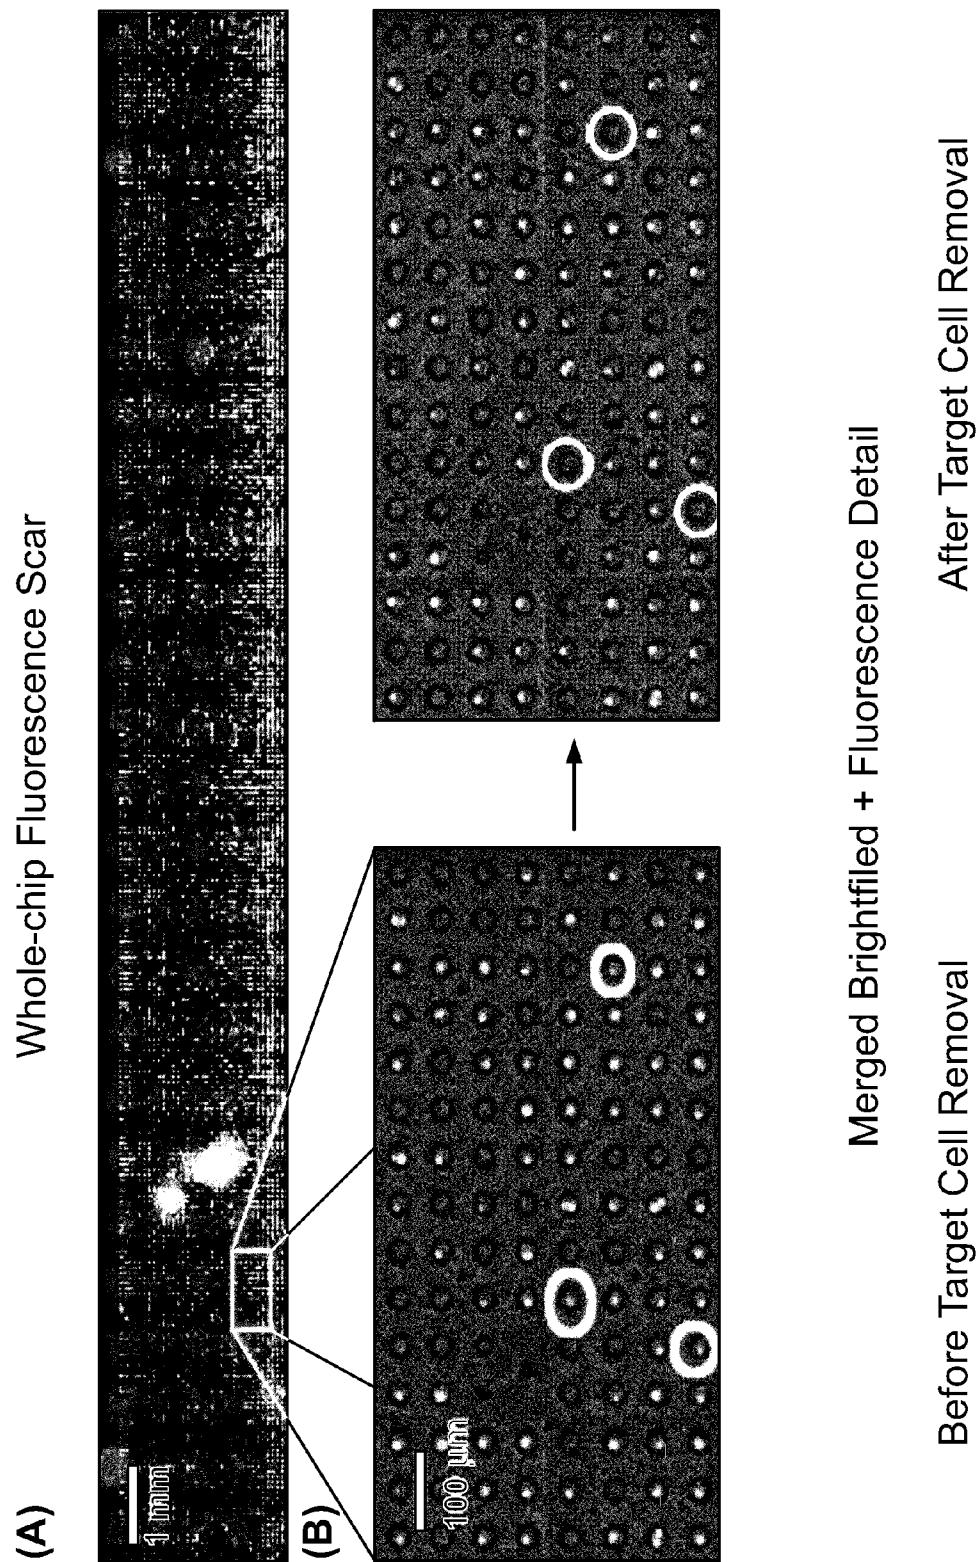 Whole-chip Fluorescence Scar
(A)
1 mm
(B)
100 µm
Merged Brightfiled + Fluorescence Detail
Before Target Cell Removal
After Target Cell Removal